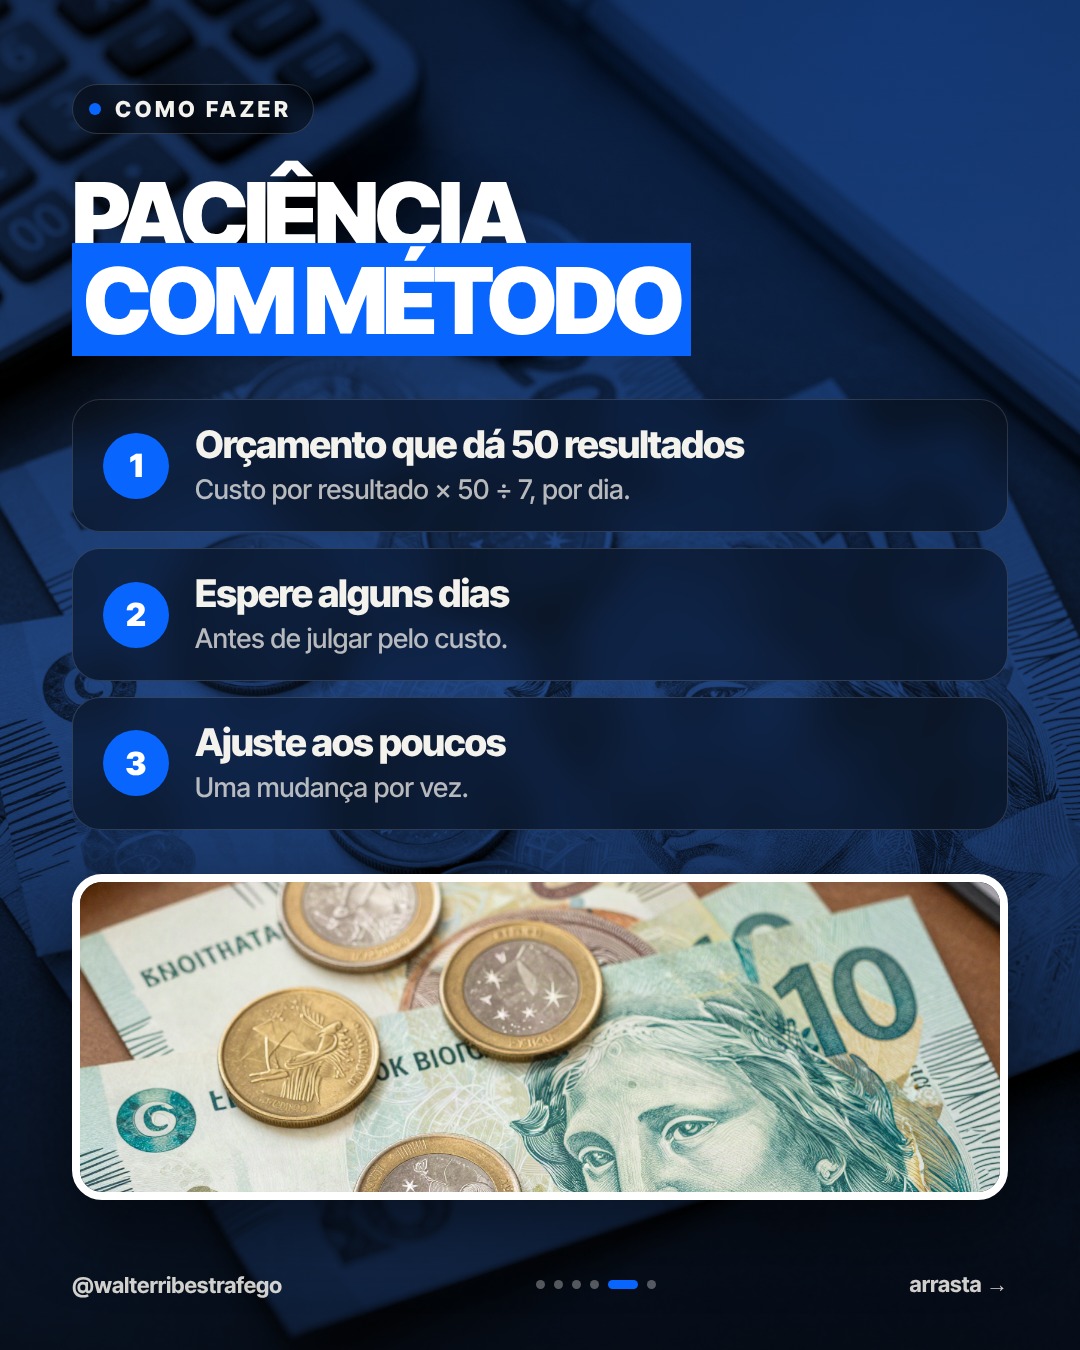 COMO FAZER
PACIÊNCIA
COM MÉTODO
1
Orçamento que dá 50 resultados
Custo por resultado × 50 ÷ 7, por dia.
2
Espere alguns dias
Antes de julgar pelo custo.
3
Ajuste aos poucos
Uma mudança por vez.
10
@walterribestrafego
arrasta →